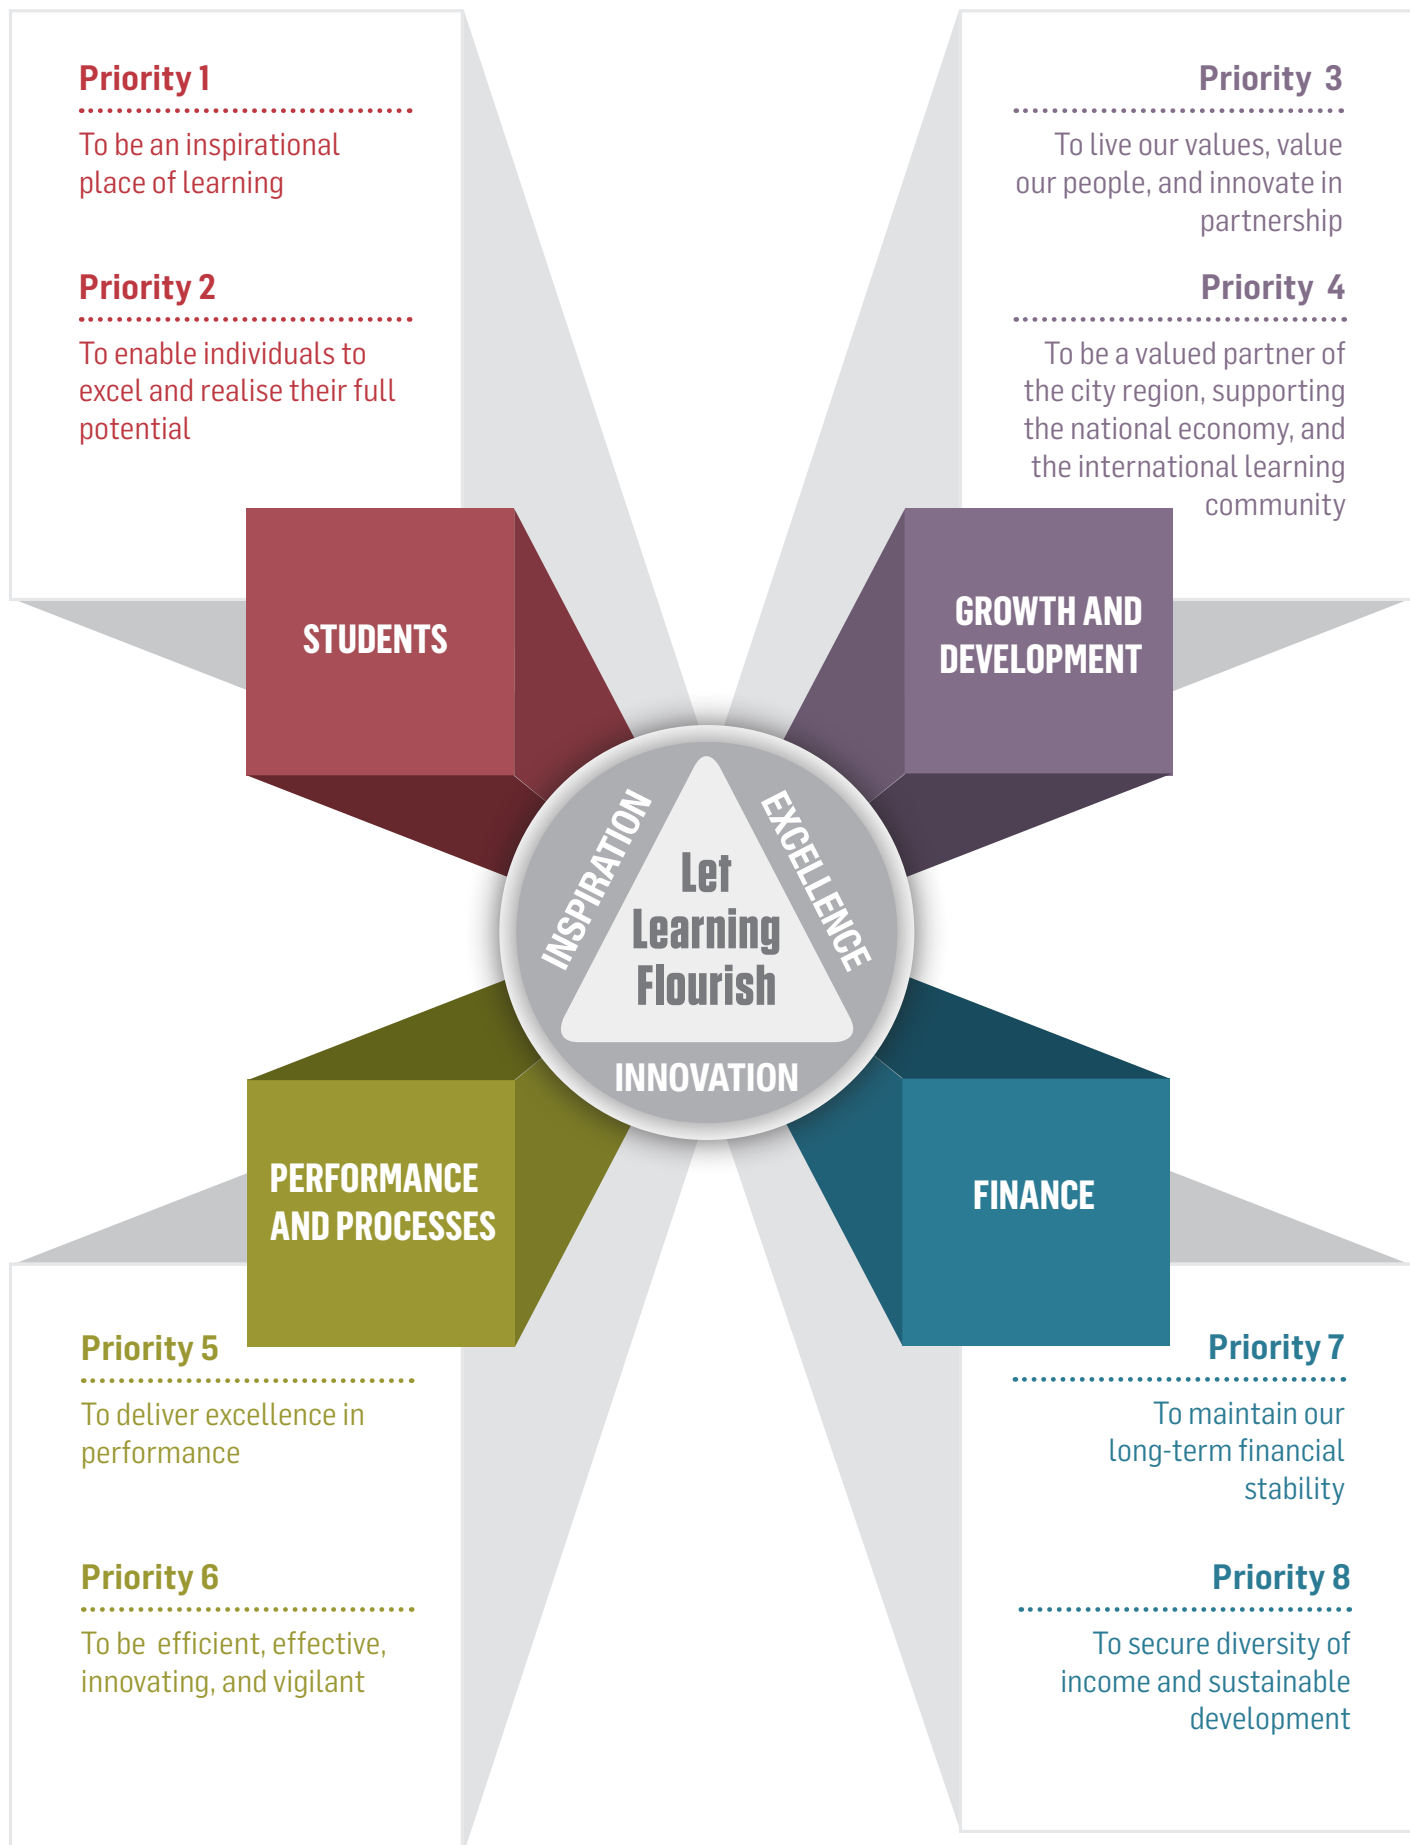 Priority 1
To be an inspirational
place of learning
Priority 2
To enable individuals to
excel and realise their full
potential
STUDENTS
Priority 3
To live our values, value
our people, and innovate in
partnership
Priority 4
To be a valued partner of
the city region, supporting
the national economy, and
the international learning
community
GROWTH AND
DEVELOPMENT
INSPIRATION
EXCELLENCE
Let
Learning
Flourish
INNOVATION
PERFORMANCE
AND PROCESSES
Priority 5
To deliver excellence in
performance
Priority 6
To be efficient, effective,
innovating, and vigilant
FINANCE
Priority 7
To maintain our
long-term financial
stability
Priority 8
To secure diversity of
income and sustainable
development